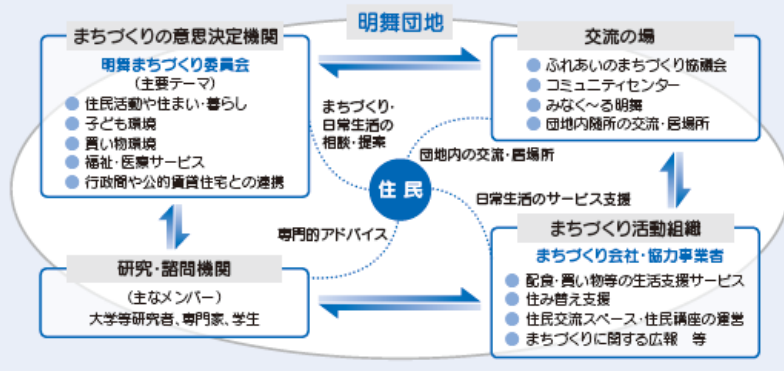 明舞団地
まちづくりの意思決定機関
明舞まちづくり委員会
(主要テーマ)
住民活動や住まい・暮らし
子ども環境
買い物環境
福祉・医療サービス
行政間や公的賃貸住宅との連携
交流の場
ふれあいのまちづくり協議会
コミュニティセンター
みなく〜る明舞
団地内随所の交流・居場所
まちづくり・
日常生活の
相談・提案
団地内の交流・居場所
住民
日常生活のサービス支援
専門的アドバイス
研究・諮問機関
(主なメンバー)
大学等研究者、専門家、学生
まちづくり活動組織
まちづくり会社・協力事業者
配食・買い物等の生活支援サービス
住み替え支援
住民交流スペース・住民講座の運営
まちづくりに関する広報 等